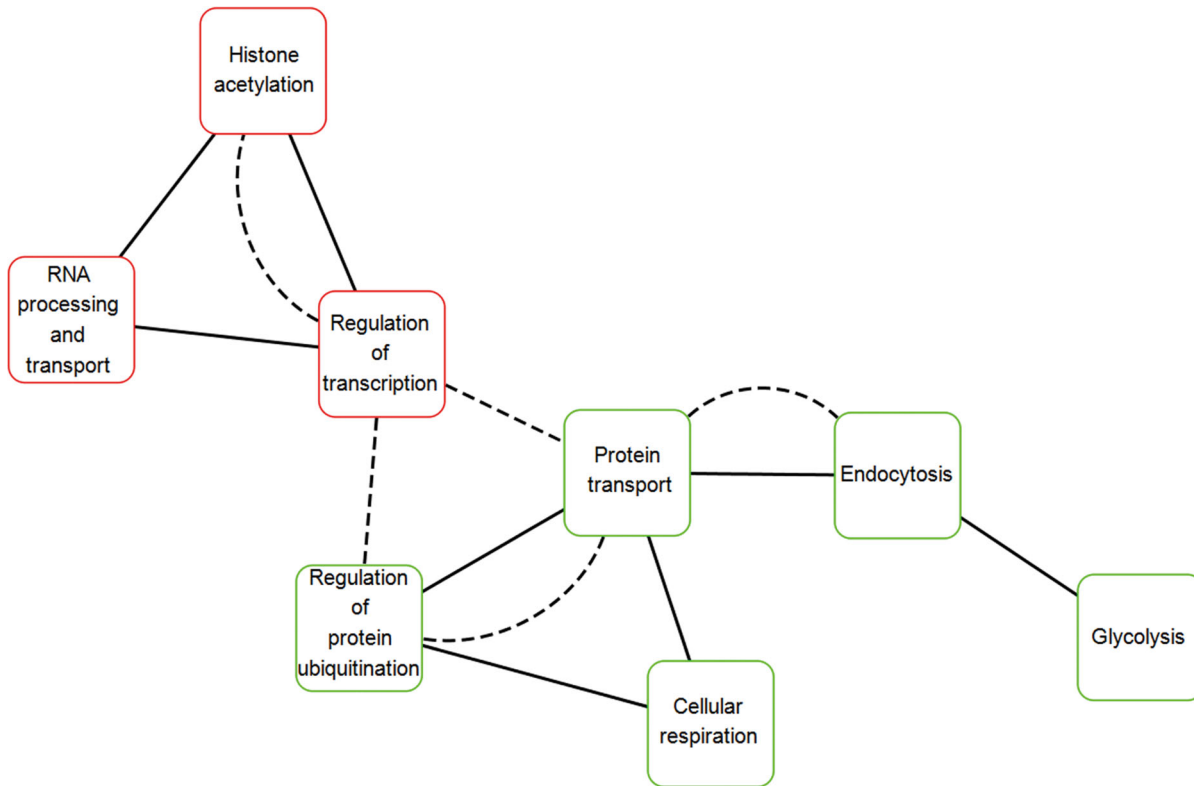 Histone
acetylation
RNA
processing
and
transport
Regulation
of
transcription
Protein
transport
Endocytosis
Regulation
of
protein
ubiquitination
Glycolysis
Cellular
respiration